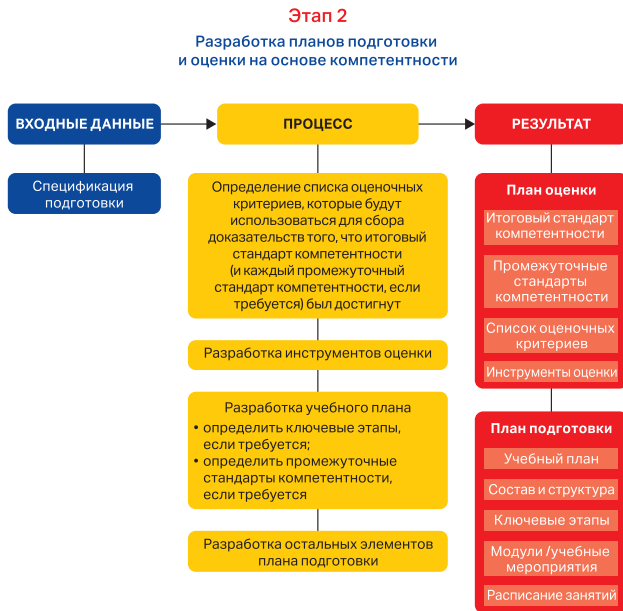 Этап 2
Разработка планов подготовки
и оценки на основе компетентности
ВХОДНЫЕ ДАННЫЕ
Спецификация
подготовки
ПРОЦЕСС
Определение списка оценочных
критериев, которые будут
использоваться для сбора
доказательств того, что итоговый
стандарт компетентности
(и каждый промежуточный
стандарт компетентности, если
требуется) был достигнут
Разработка инструментов оценки
Разработка учебного плана
• определить ключевые этапы,
если требуется;
• определить промежуточные
стандарты компетентности,
если требуется
Разработка остальных элементов
плана подготовки
РЕЗУЛЬТАТ
План оценки
Итоговый стандарт
компетентности
Промежуточные
стандарты
компетентности
Список оценочных
критериев
Инструменты оценки
План подготовки
Учебный план
Состав и структура
Ключевые этапы
Модули /учебные
мероприятия
Расписание занятий